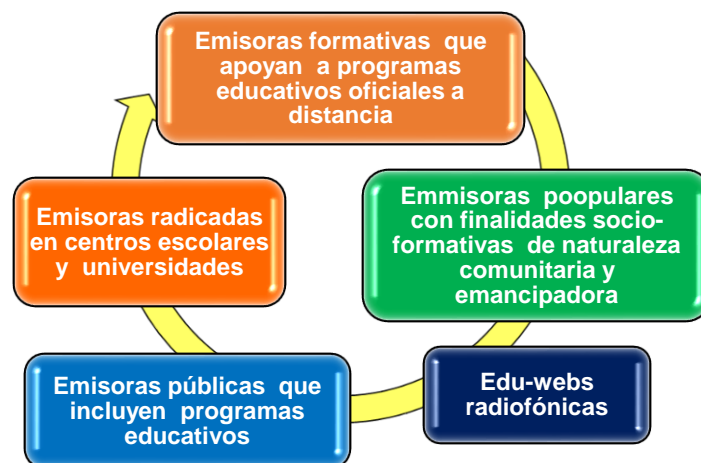 Emisoras formativas que
apoyan a programas
educativos oficiales a
distancia
Emmisoras poopulares
con finalidades socio-
formativas de naturaleza
comunitaria y
emancipadora
Edu-webs
radiofónicas
Emisoras públicas que
incluyen programas
educativos
Emisoras radicadas
en centros escolares
y universidades